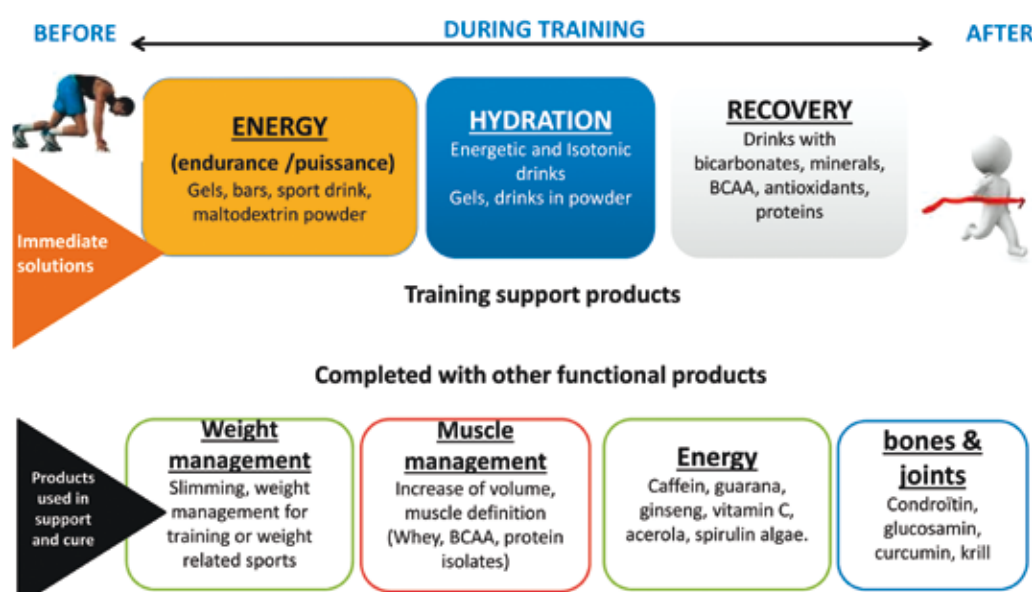 BEFORE
DURING TRAINING
AFTER
Immediate
solutions
ENERGY
(endurance /puissance)
Gels, bars, sport drink,
maltodextrin powder
HYDRATION
Energetic and Isotonic
drinks
Gels, drinks in powder
RECOVERY
Drinks with
bicarbonates, minerals,
BCAA, antioxidants,
proteins
Training support products
Completed with other functional products
Products
used in
support
and cure
Weight
management
Slimming, weight
management for
training or weight
related sports
Muscle
management
Increase of volume,
muscle definition
(Whey, BCAA, protein
isolates)
Energy
Caffein, guarana,
ginseng, vitamin C,
acerola, spirulin algae.
bones &
joints
Condroïtin,
glucosamin,
curcumin, krill